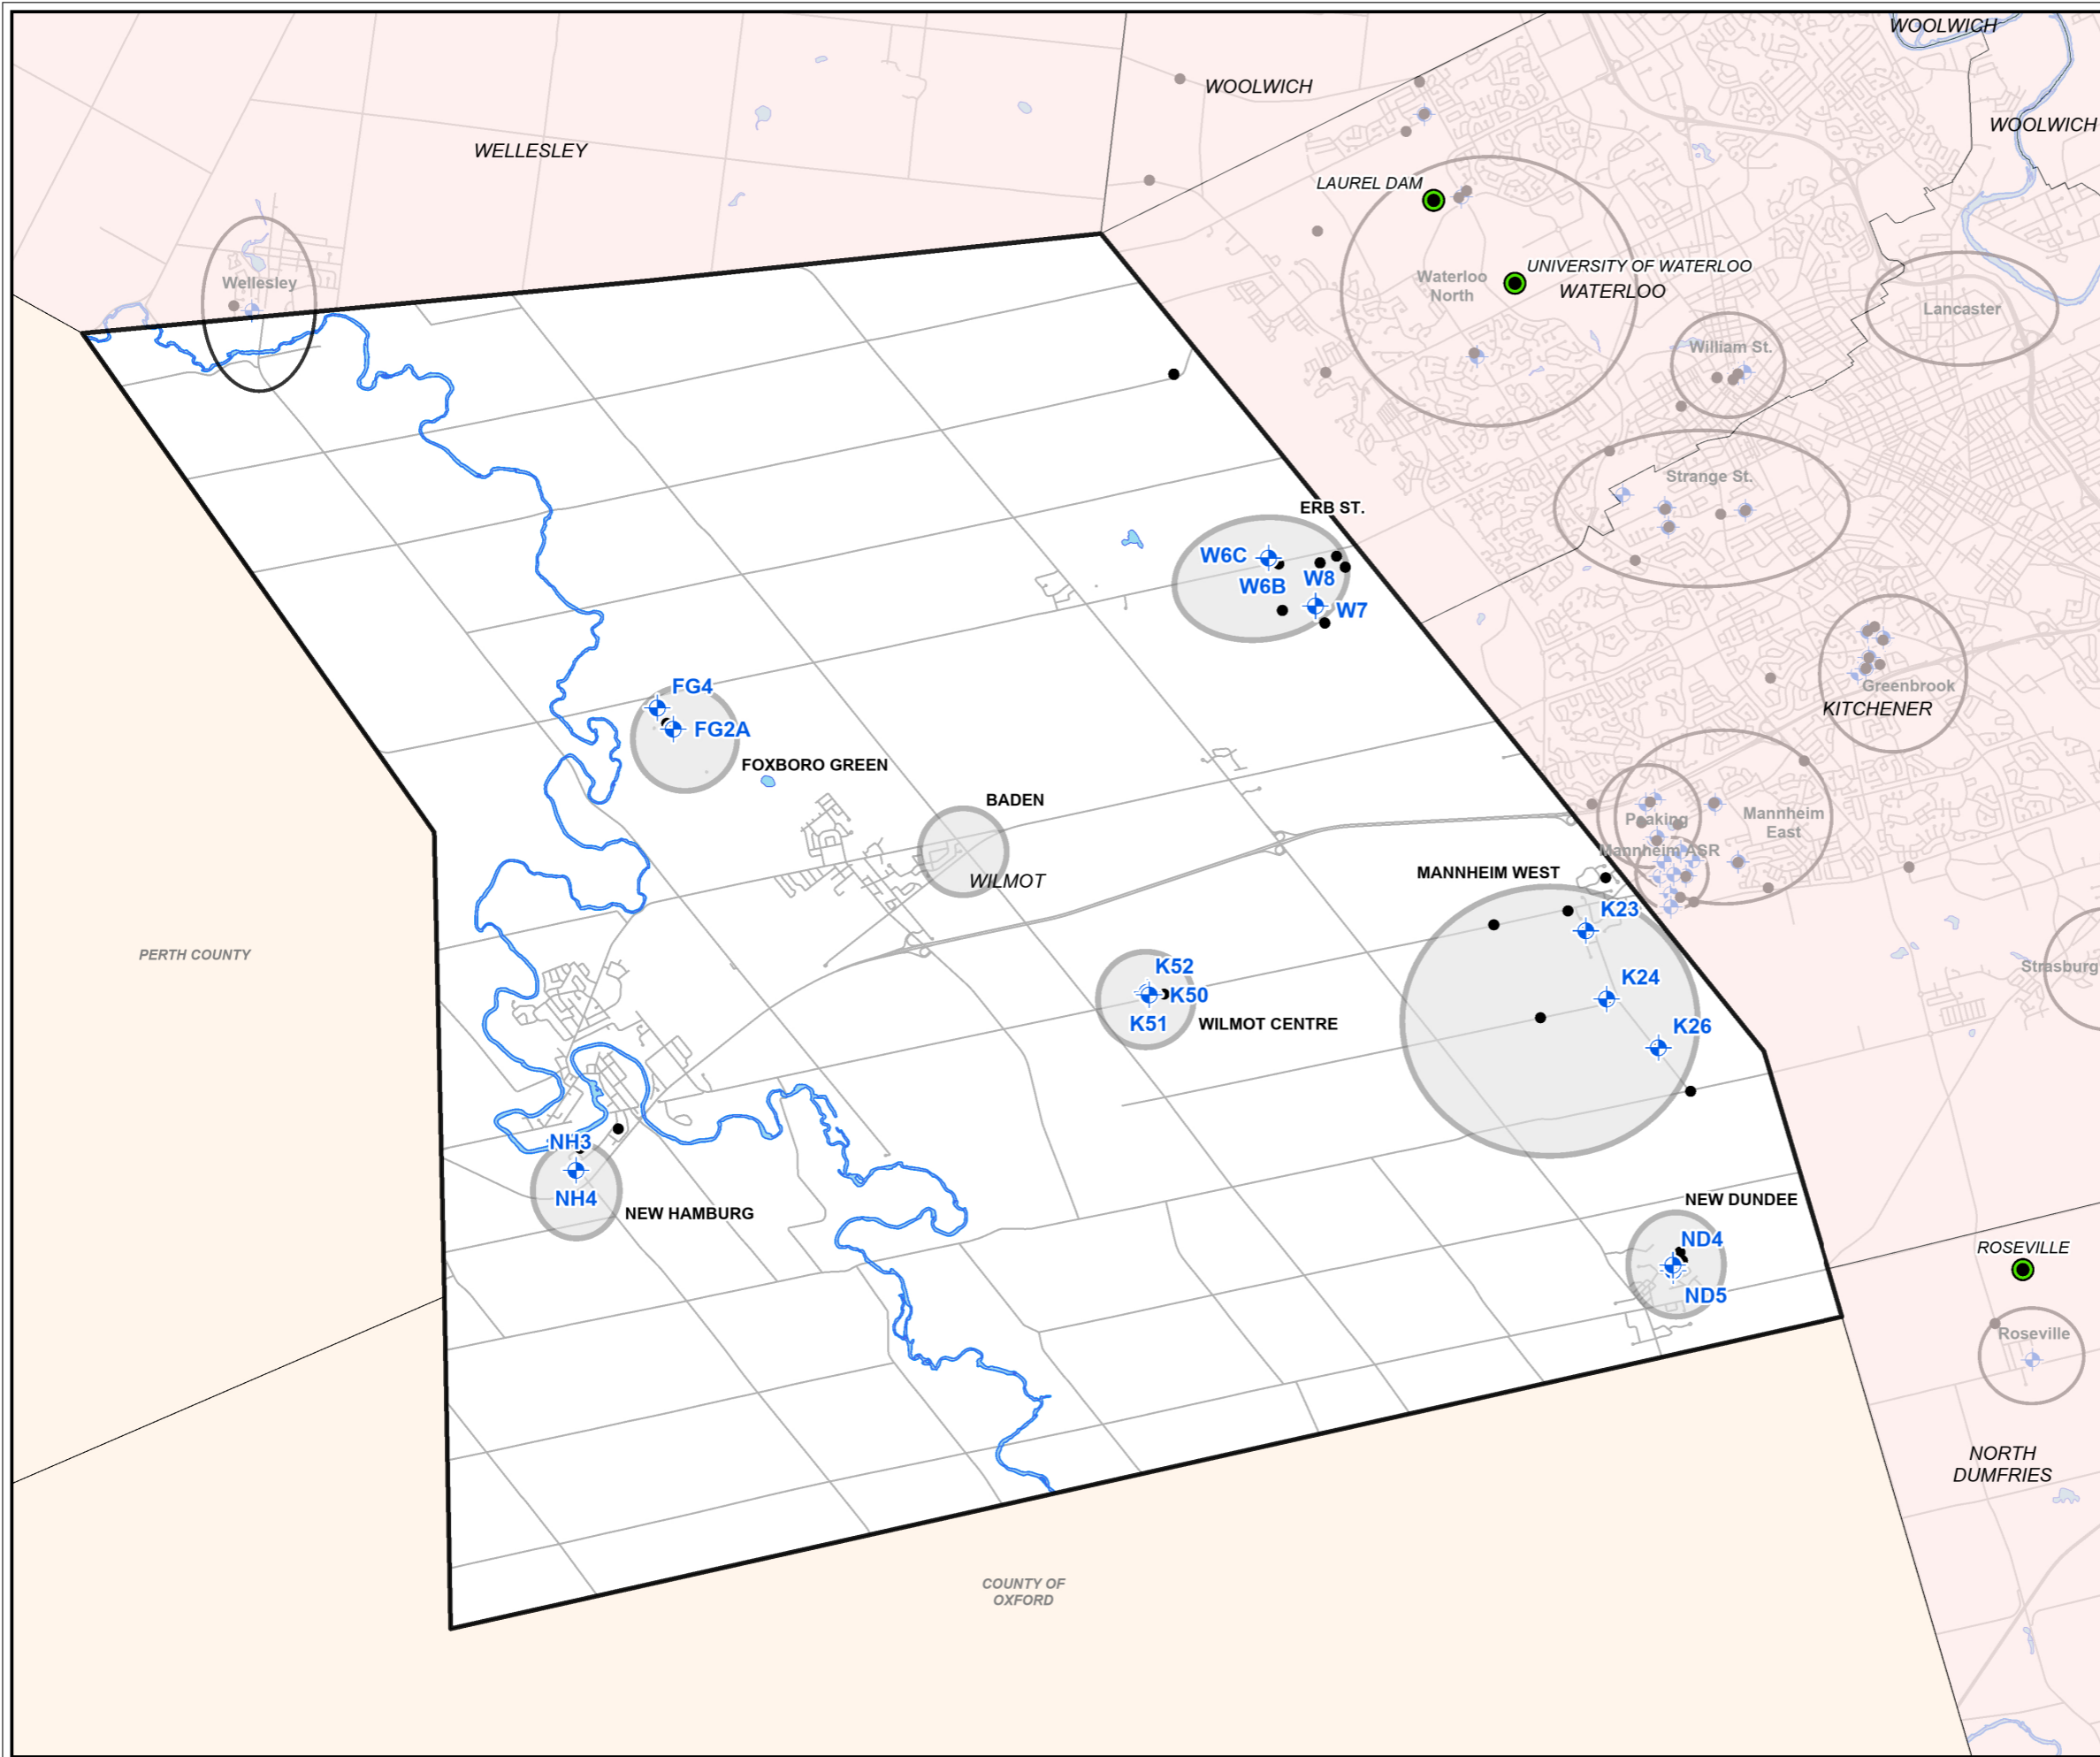 WOOLWICH
WOOLWICH
WOOLWICH
WELLESLEY
LAUREL DAM
UNIVERSITY OF WATERLOO
WATERLOO
Waterloo
North
Wellesley
Lancaster
William St.
Strange St.
ERB ST.
W6C
W8
W6B
W7
FG4
FG2A
FOXBORO GREEN
Greenbrook
KITCHENER
BADEN
WILMOT
Peaking
Mannheim
East
Mannheim ASR
MANNHEIM WEST
K23
PERTH COUNTY
K52
K50
K51
WILMOT CENTRE
K24
K26
Strasburg
NH3
NH4
NEW HAMBURG
NEW DUNDEE
ND4
ND5
ROSEVILLE
Roseville
NORTH
DUMFRIES
COUNTY OF
OXFORD